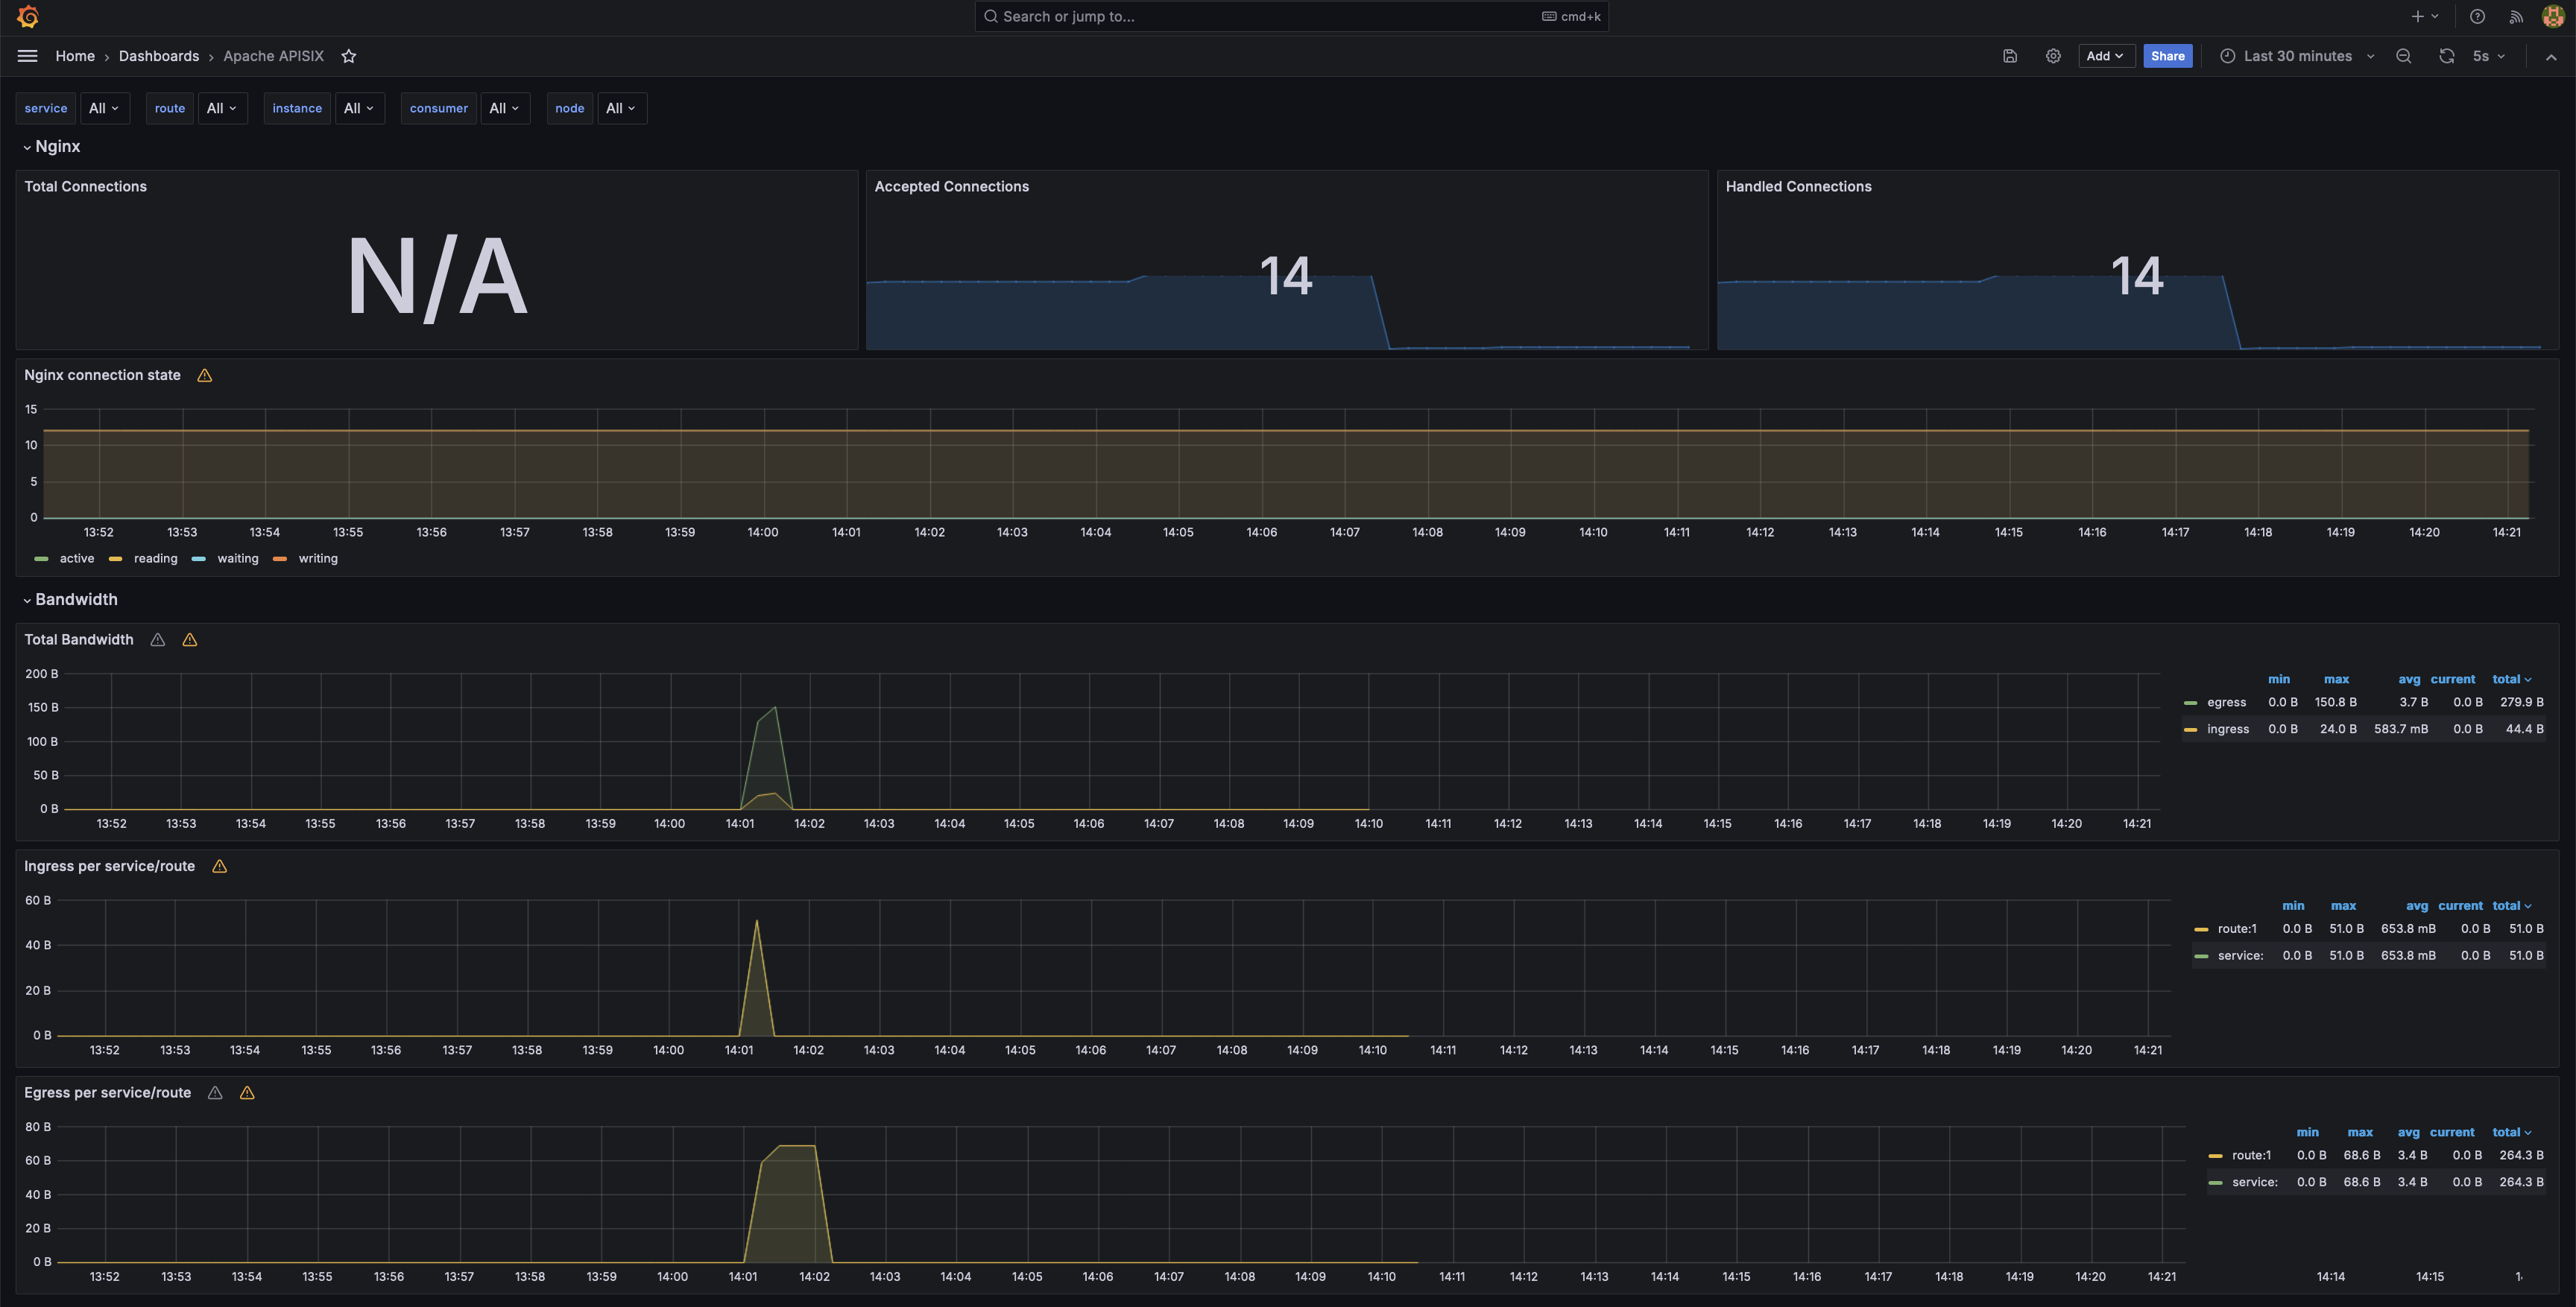 Search or jump to... cmd+k
Home › Dashboards › Apache APISIX Add Share Last 30 minutes 5s
service All route All instance All consumer All node All
Nginx
Total Connections
N/A
Accepted Connections
14
Handled Connections
14
Nginx connection state
15
10
5
0
13:52 13:53 13:54 13:55 13:56 13:57 13:58 13:59 14:00 14:01 14:02 14:03 14:04 14:05 14:06 14:07 14:08 14:09 14:10 14:11 14:12 14:13 14:14 14:15 14:16 14:17 14:18 14:19 14:20 14:21
active reading waiting writing
Bandwidth
Total Bandwidth
200 B
150 B
100 B
50 B
0 B
13:52 13:53 13:54 13:55 13:56 13:57 13:58 13:59 14:00 14:01 14:02 14:03 14:04 14:05 14:06 14:07 14:08 14:09 14:10 14:11 14:12 14:13 14:14 14:15 14:16 14:17 14:18 14:19 14:20 14:21
min max avg current total
egress 0.0 B 150.8 B 3.7 B 0.0 B 279.9 B
ingress 0.0 B 24.0 B 583.7 mB 0.0 B 44.4 B
Ingress per service/route
60 B
40 B
20 B
0 B
13:52 13:53 13:54 13:55 13:56 13:57 13:58 13:59 14:00 14:01 14:02 14:03 14:04 14:05 14:06 14:07 14:08 14:09 14:10 14:11 14:12 14:13 14:14 14:15 14:16 14:17 14:18 14:19 14:20 14:21
min max avg current total
route:1 0.0 B 51.0 B 653.8 mB 0.0 B 51.0 B
service: 0.0 B 51.0 B 653.8 mB 0.0 B 51.0 B
Egress per service/route
80 B
60 B
40 B
20 B
0 B
13:52 13:53 13:54 13:55 13:56 13:57 13:58 13:59 14:00 14:01 14:02 14:03 14:04 14:05 14:06 14:07 14:08 14:09 14:10 14:11 14:12 14:13 14:14 14:15 14:16 14:17 14:18 14:19 14:20 14:21
min max avg current total
route:1 0.0 B 68.6 B 3.4 B 0.0 B 264.3 B
service: 0.0 B 68.6 B 3.4 B 0.0 B 264.3 B
14:14 14:15